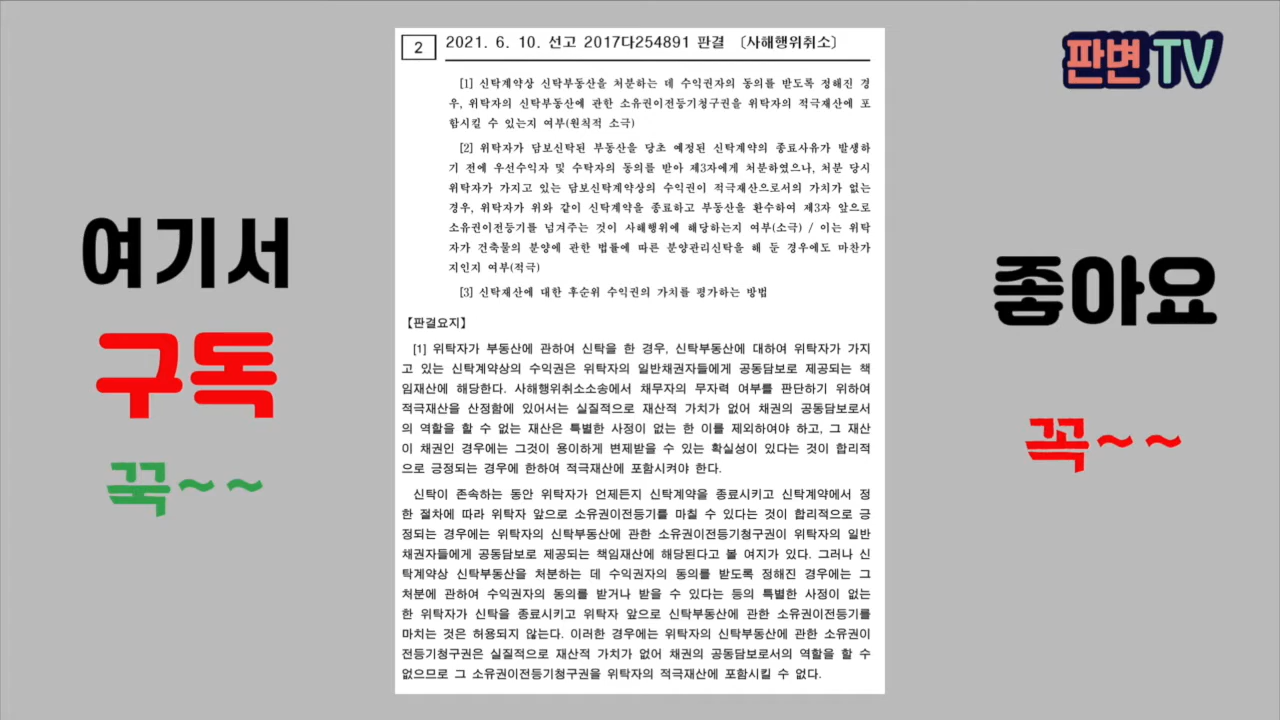 판변TV
여기서
구독
꾹~~
좋아요
꼭~~
2 2021. 6. 10. 선고 2017다254891 판결 〔사해행위취소〕
[1] 신탁계약상 신탁부동산을 처분하는 데 수익권자의 동의를 받도록 정해진 경
우, 위탁자의 신탁부동산에 관한 소유권이전등기청구권을 위탁자의 적극재산에 포
함시킬 수 있는지 여부(원칙적 소극)
[2] 위탁자가 담보신탁된 부동산을 당초 예정된 신탁계약의 종료사유가 발생하
기 전에 우선수익자 및 수탁자의 동의를 받아 제3자에게 처분하였으나, 처분 당시
위탁자가 가지고 있는 담보신탁계약상의 수익권이 적극재산으로서의 가치가 없는
경우, 위탁자가 위와 같이 신탁계약을 종료하고 부동산을 환수하여 제3자 앞으로
소유권이전등기를 넘겨주는 것이 사해행위에 해당하는지 여부(소극) / 이는 위탁
자가 건축물의 분양에 관한 법률에 따른 분양관리신탁을 해 둔 경우에도 마찬가
지인지 여부(적극)
[3] 신탁재산에 대한 후순위 수익권의 가치를 평가하는 방법
【판결요지】
[1] 위탁자가 부동산에 관하여 신탁을 한 경우, 신탁부동산에 대하여 위탁자가 가지
고 있는 신탁계약상의 수익권은 위탁자의 일반채권자들에게 공동담보로 제공되는 책
임재산에 해당한다. 사해행위취소소송에서 채무자의 무자력 여부를 판단하기 위하여
적극재산을 산정함에 있어서는 실질적으로 재산적 가치가 없어 채권의 공동담보로서
의 역할을 할 수 없는 재산은 특별한 사정이 없는 한 이를 제외하여야 하고, 그 재산
이 채권인 경우에는 그것이 용이하게 변제받을 수 있는 확실성이 있다는 것이 합리적
으로 긍정되는 경우에 한하여 적극재산에 포함시켜야 한다.
신탁이 존속하는 동안 위탁자가 언제든지 신탁계약을 종료시키고 신탁계약에서 정
한 절차에 따라 위탁자 앞으로 소유권이전등기를 마칠 수 있다는 것이 합리적으로 긍
정되는 경우에는 위탁자의 신탁부동산에 관한 소유권이전등기청구권이 위탁자의 일반
채권자들에게 공동담보로 제공되는 책임재산에 해당된다고 볼 여지가 있다. 그러나 신
탁계약상 신탁부동산을 처분하는 데 수익권자의 동의를 받도록 정해진 경우에는 그
처분에 관하여 수익권자의 동의를 받거나 받을 수 있다는 등의 특별한 사정이 없는
한 위탁자가 신탁을 종료시키고 위탁자 앞으로 신탁부동산에 관한 소유권이전등기를
마치는 것은 허용되지 않는다. 이러한 경우에는 위탁자의 신탁부동산에 관한 소유권이
전등기청구권은 실질적으로 재산적 가치가 없어 채권의 공동담보로서의 역할을 할 수
없으므로 그 소유권이전등기청구권을 위탁자의 적극재산에 포함시킬 수 없다.